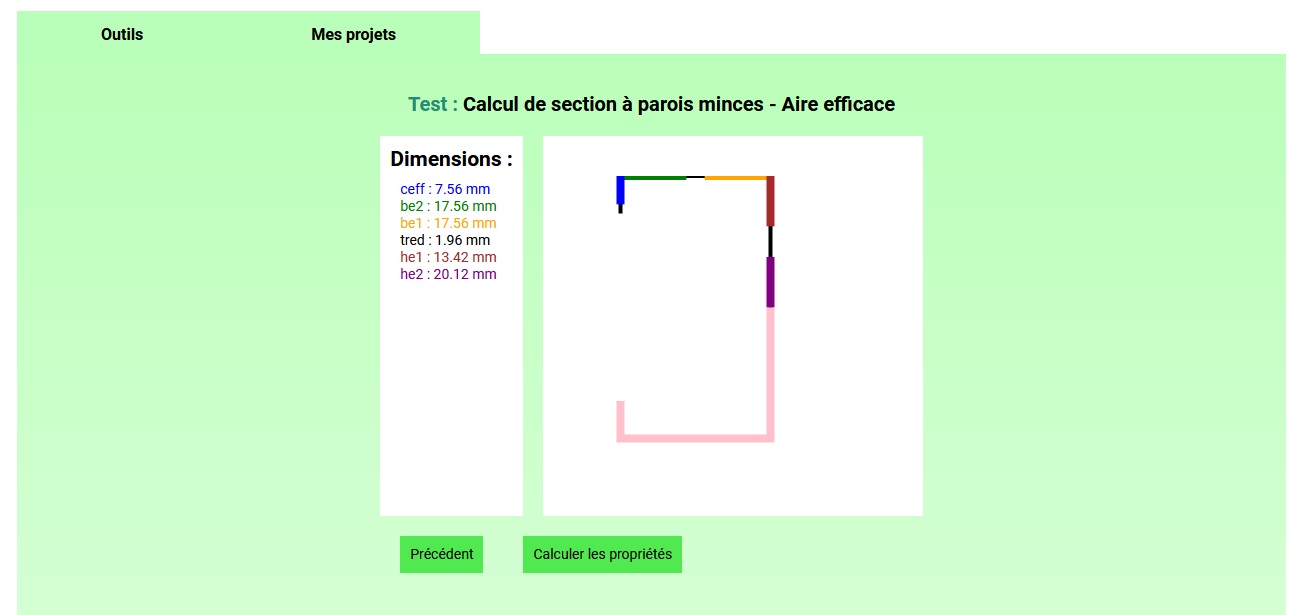 Outils Mes projets
Test : Calcul de section à parois minces - Aire efficace
Dimensions :
ceff : 7.56 mm
be2 : 17.56 mm
be1 : 17.56 mm
tred : 1.96 mm
he1 : 13.42 mm
he2 : 20.12 mm
Précédent Calculer les propriétés